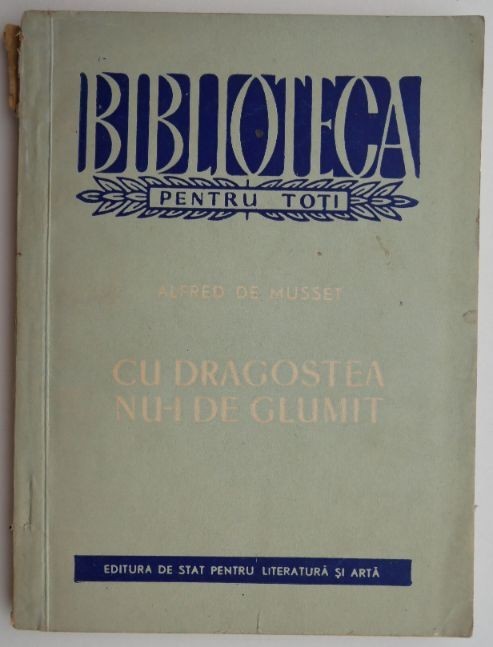 BIBLIOTECA
PENTRU TOȚI
ALFRED DE MUSSET
CU DRAGOSTEA
NU-I DE GLUMIT
EDITURA DE STAT PENTRU LITERATURĂ ȘI ARTĂ